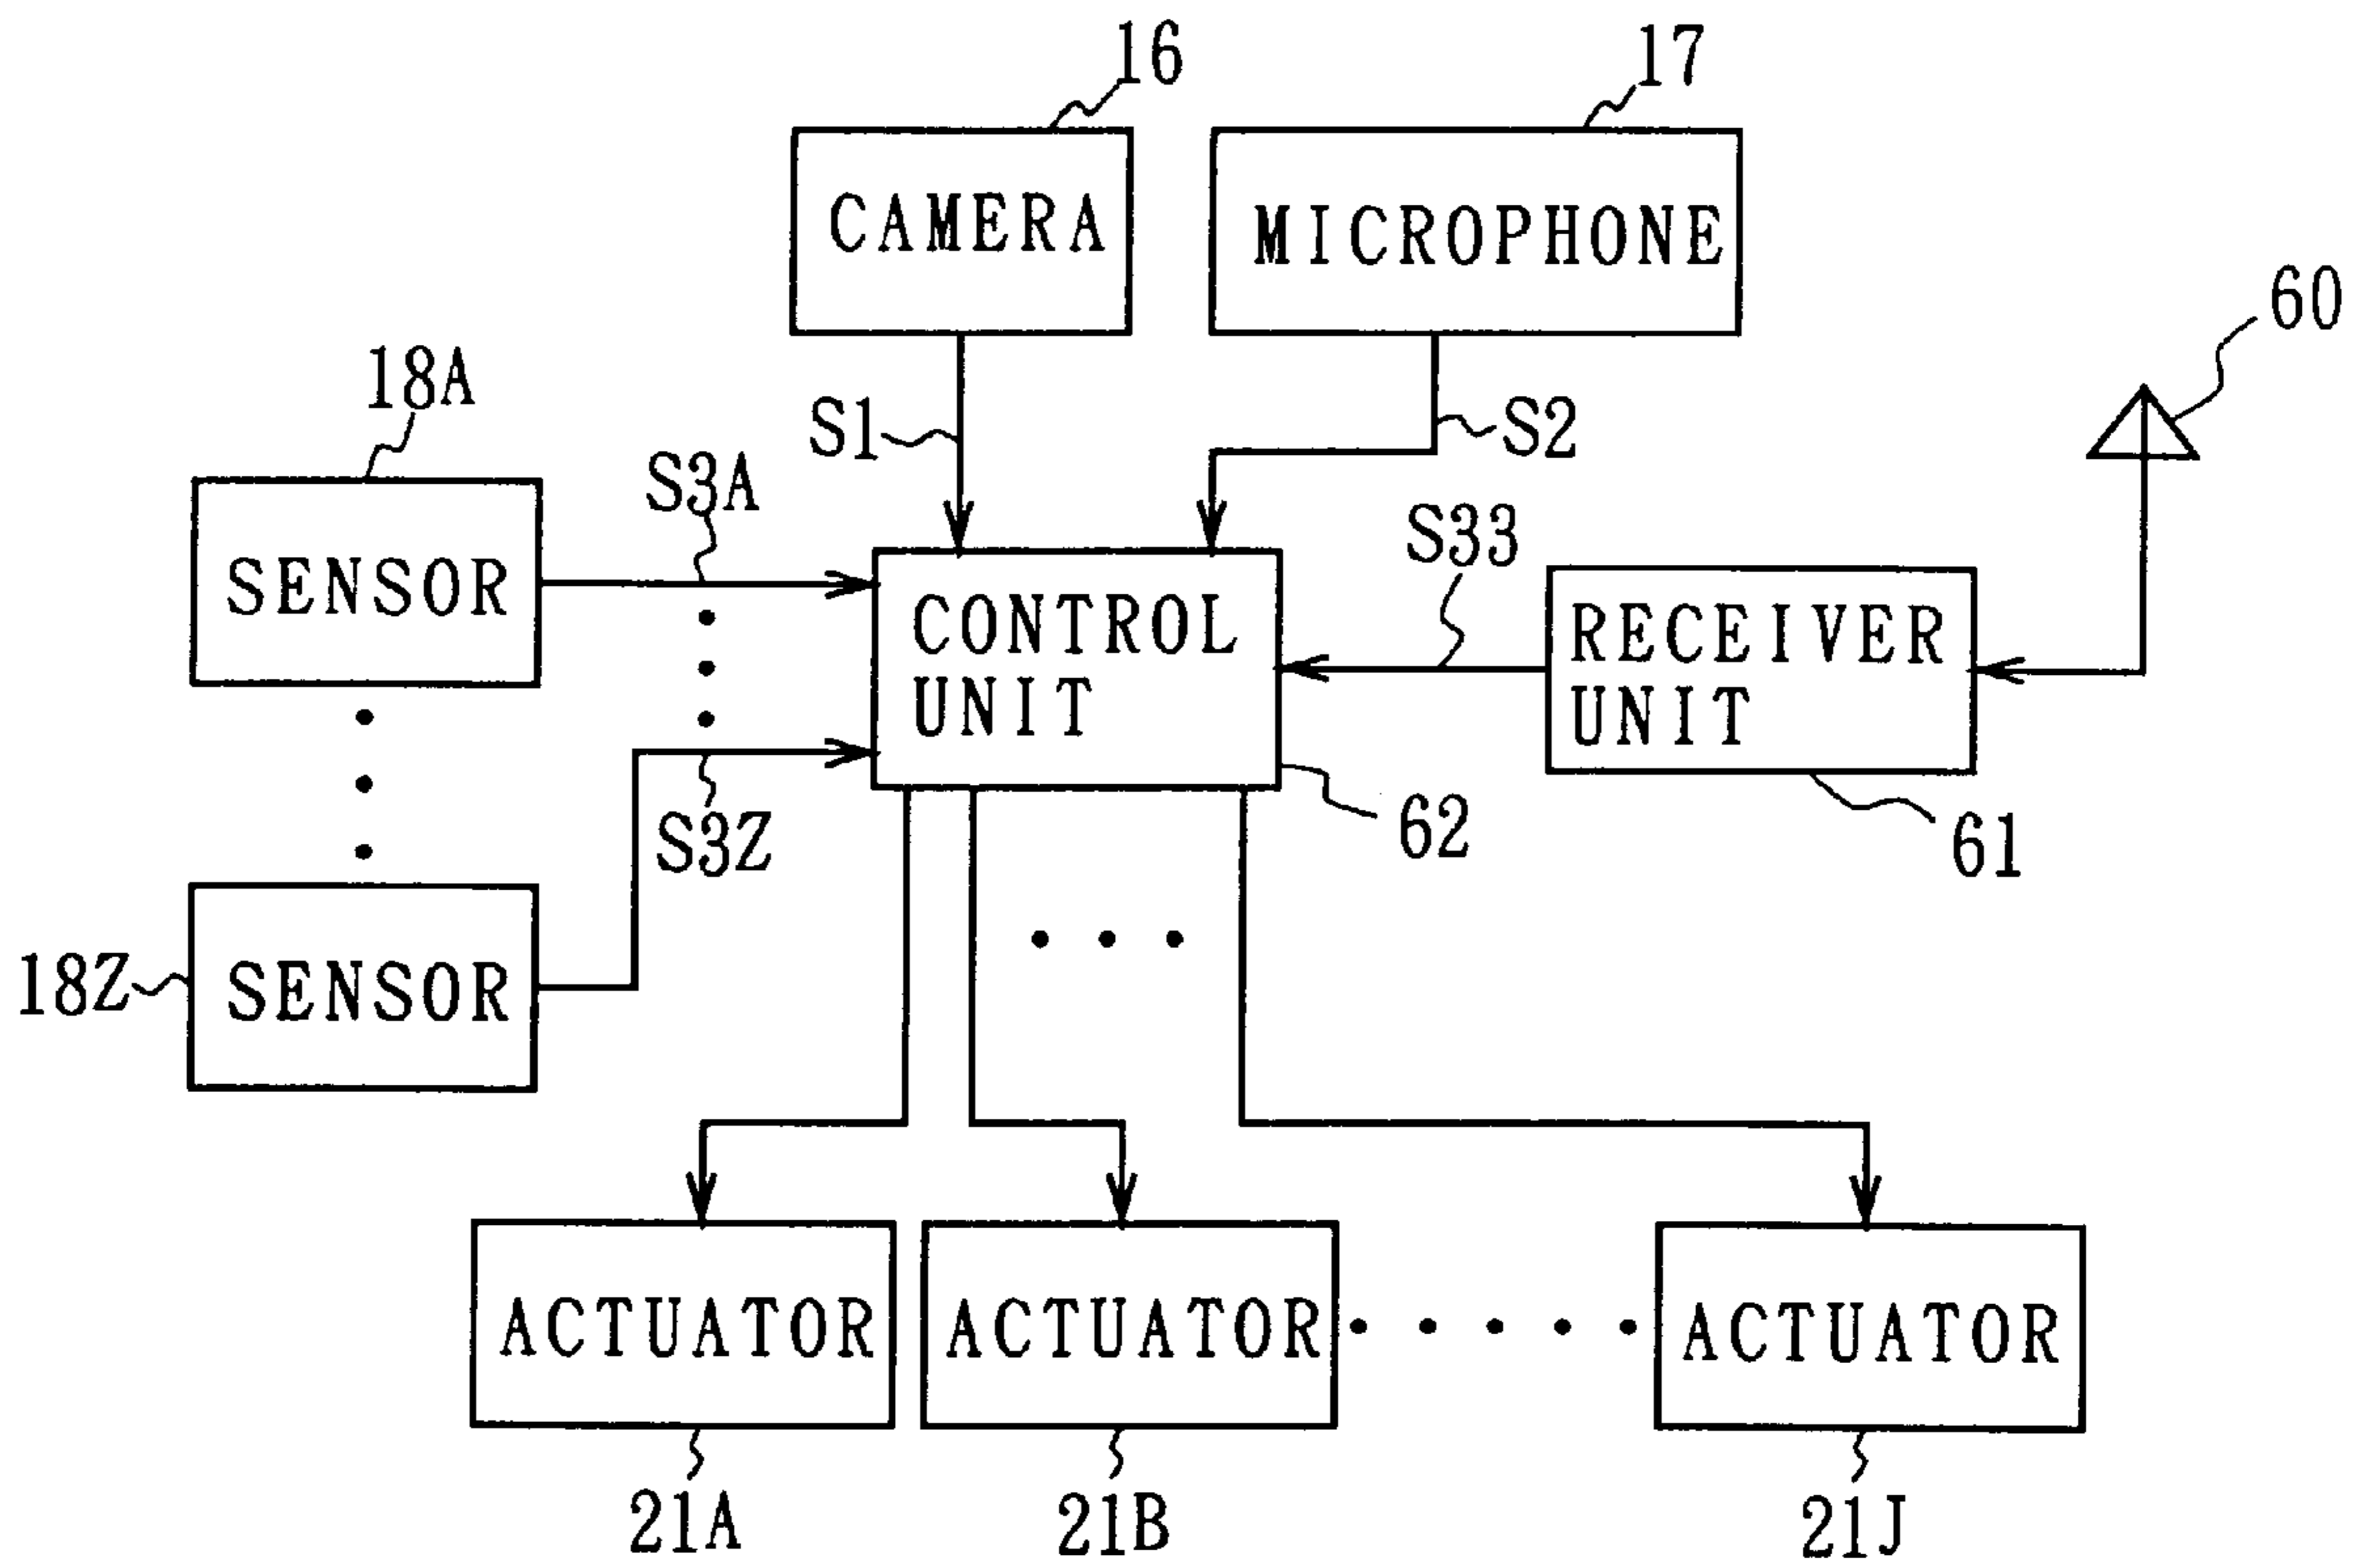 16
17
CAMERA
MICROPHONE
60
18A
S1
S2
S3A
S33
SENSOR
CONTROL
UNIT
RECEIVER
UNIT
S3Z
62
61
18Z
SENSOR
ACTUATOR
ACTUATOR
ACTUATOR
21A
21B
21J